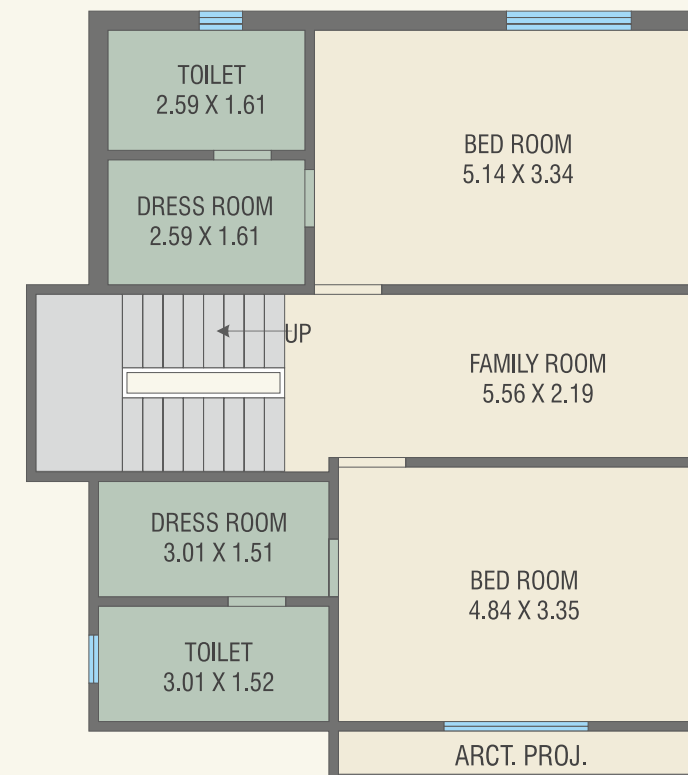 TOILET
2.59 X 1.61
BED ROOM
5.14 X 3.34
DRESS ROOM
2.59 X 1.61
UP
FAMILY ROOM
5.56 X 2.19
DRESS ROOM
3.01 X 1.51
BED ROOM
4.84 X 3.35
TOILET
3.01 X 1.52
ARCT. PROJ.